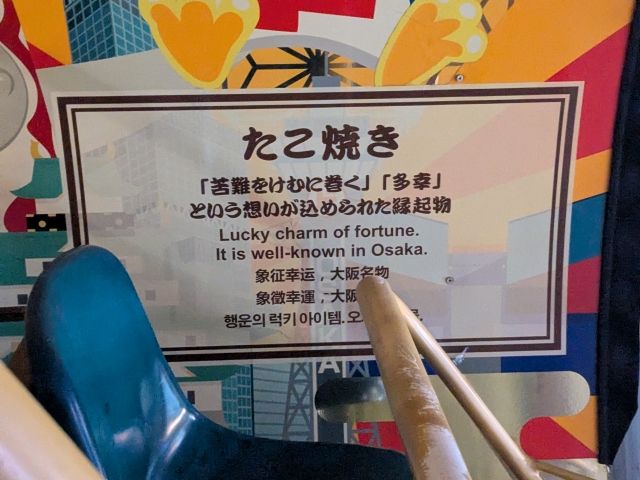 たこ焼き
「苦難をけむに巻く」「多幸」
という想いが込められた縁起物
Lucky charm of fortune.
It is well-known in Osaka.
象征幸运，大阪名物
象徵幸運，大阪
행운의 럭키 아이템. 오
KA